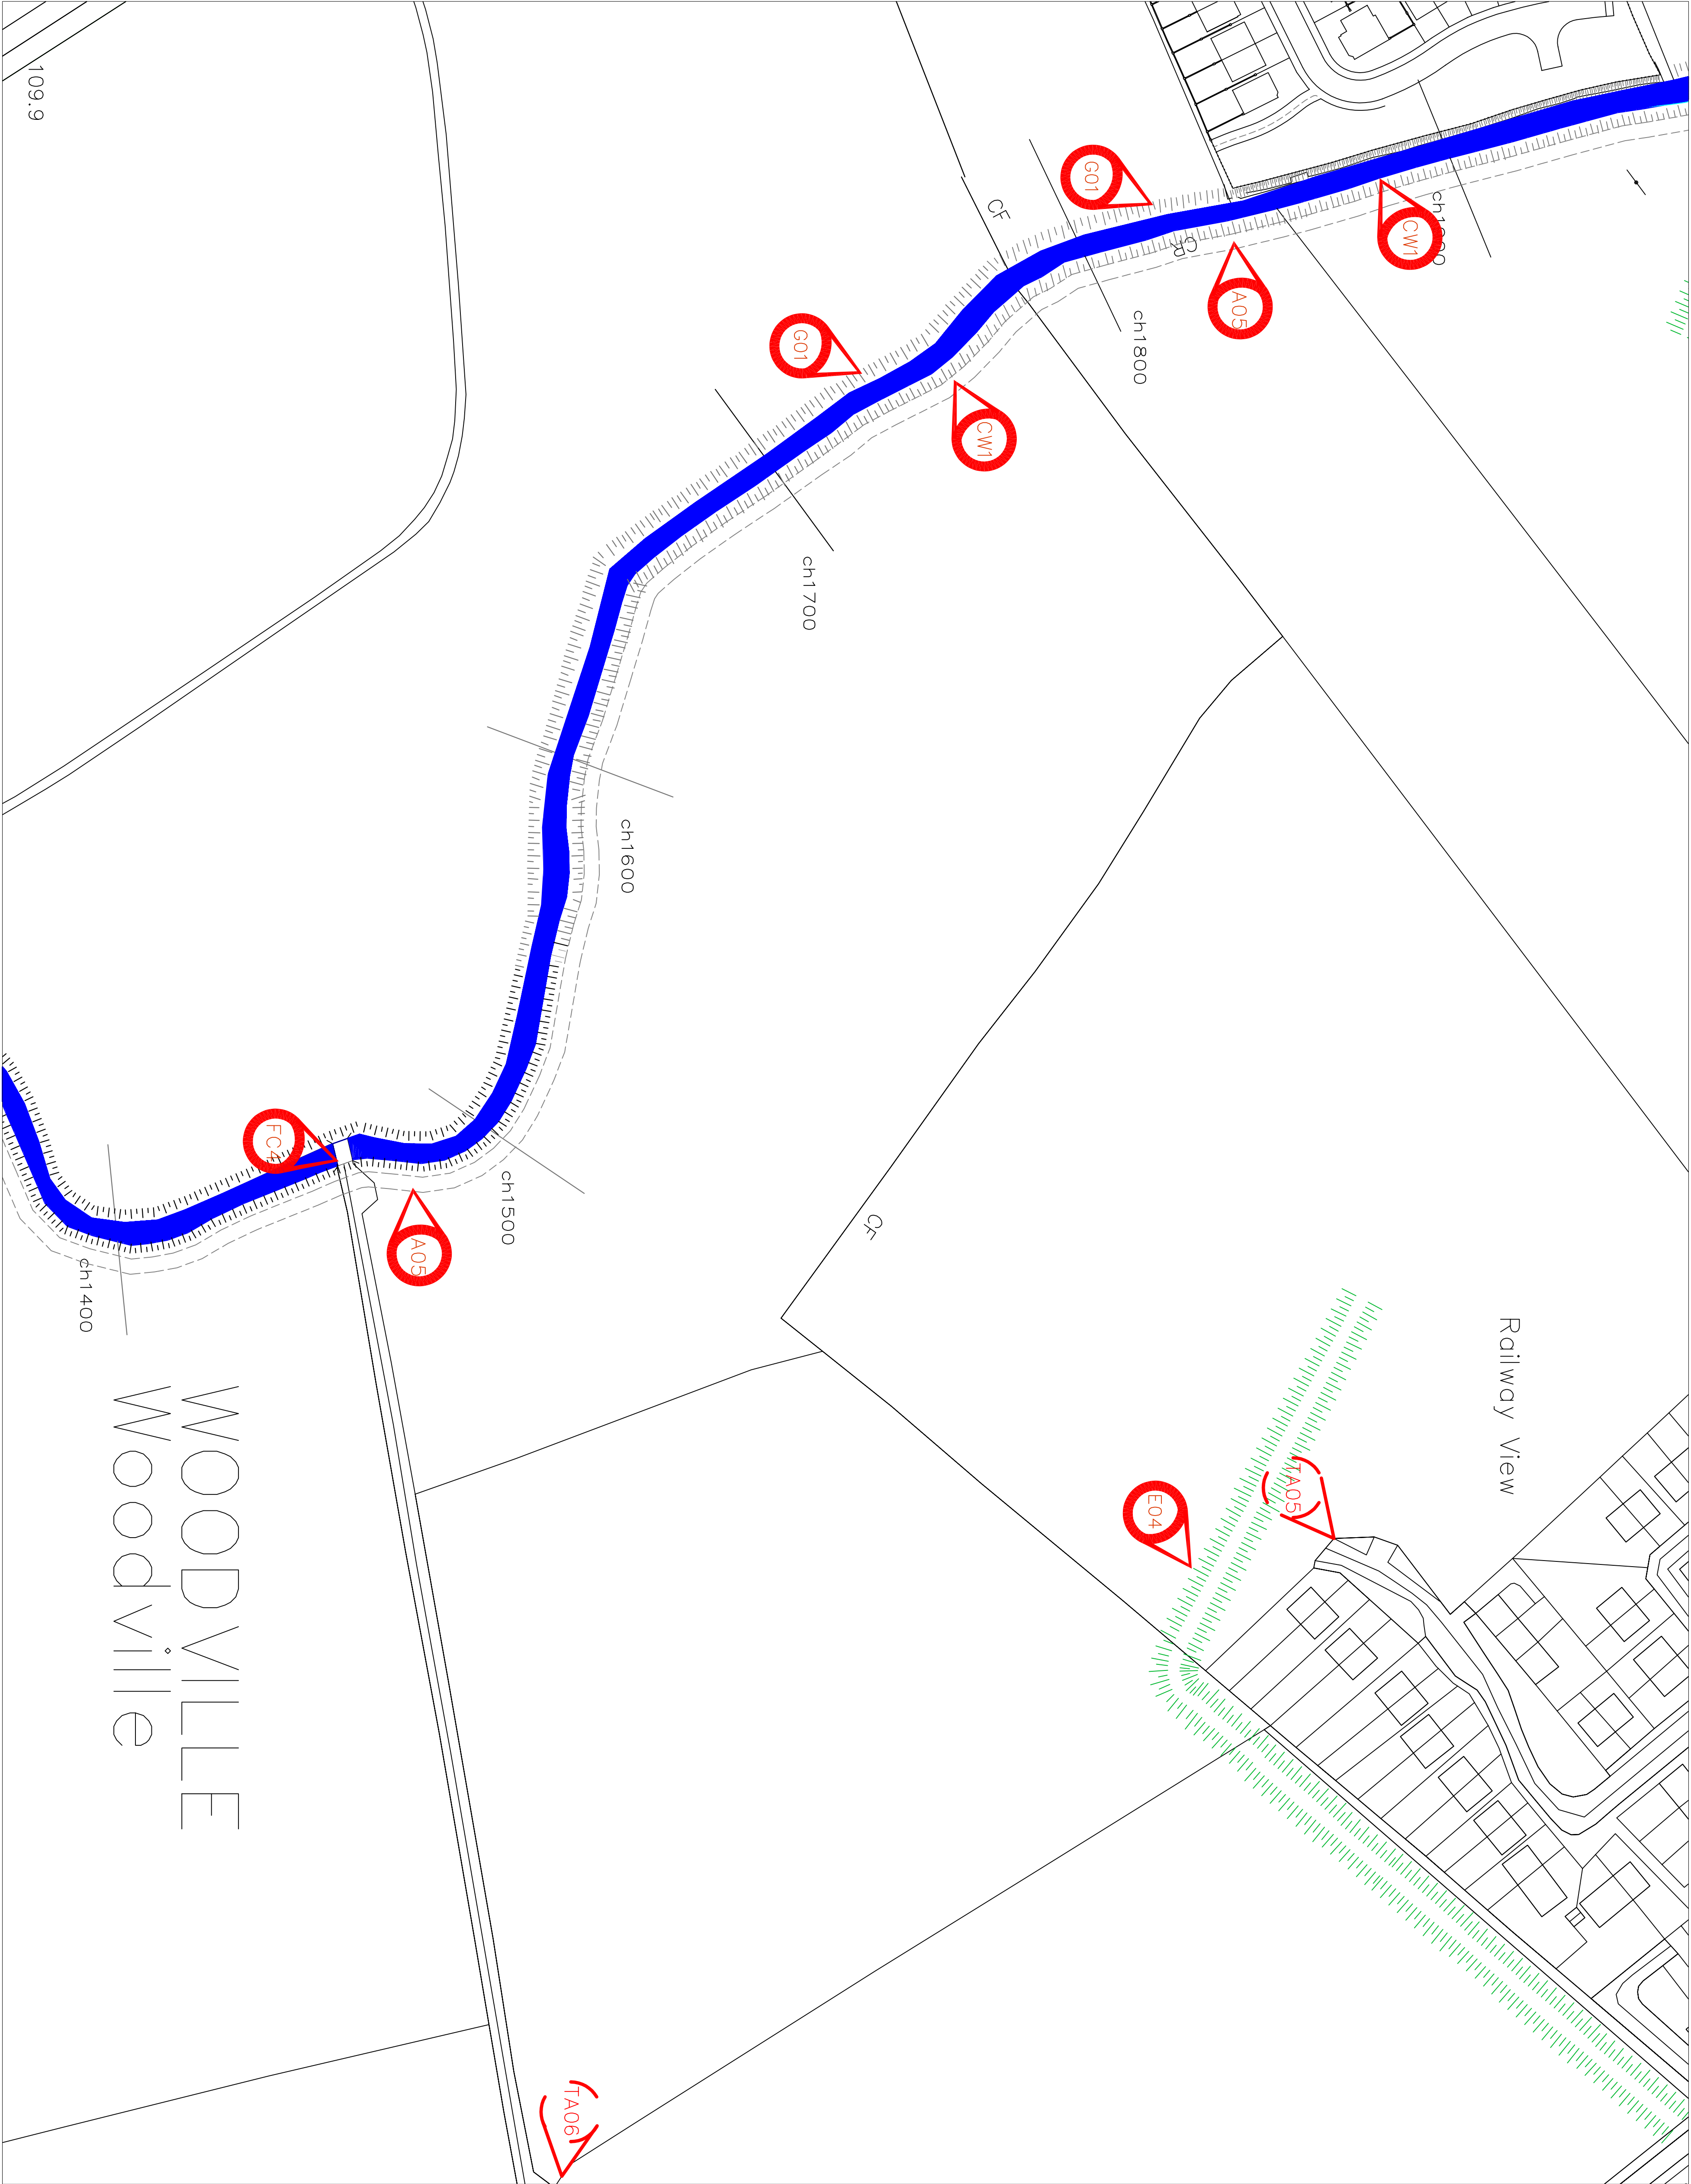 109.9
CF
G01
CW1
A05
ch1800
G01
CW1
ch1700
ch1600
CF
Railway View
TA05
E04
FC4
A05
ch1500
ch1400
WOODVILLE
Woodville
TA06